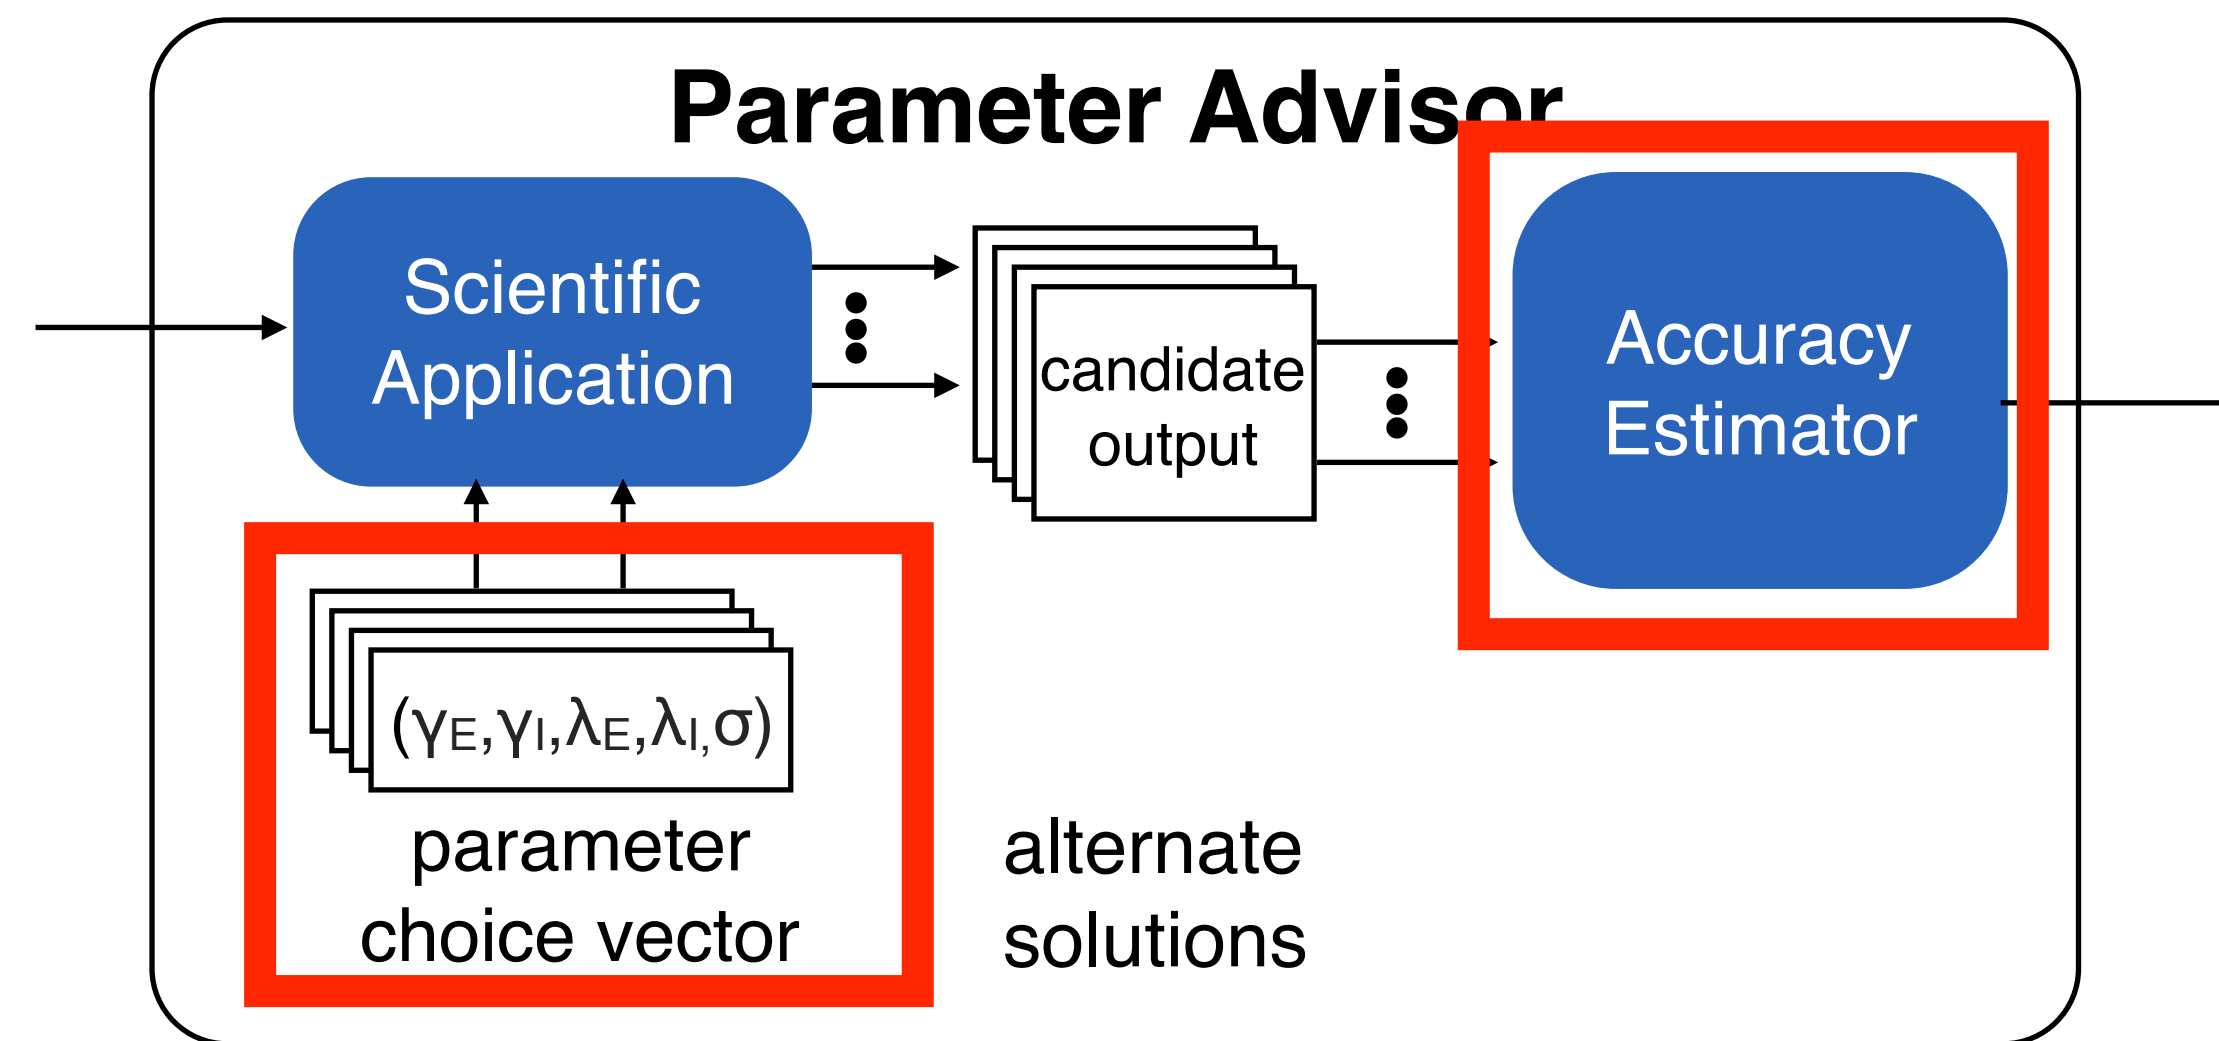 Parameter Advisor
Scientific
Application
candidate
output
Accuracy
Estimator
(γE,γI,λE,λI,σ)
parameter
choice vector
alternate
solutions